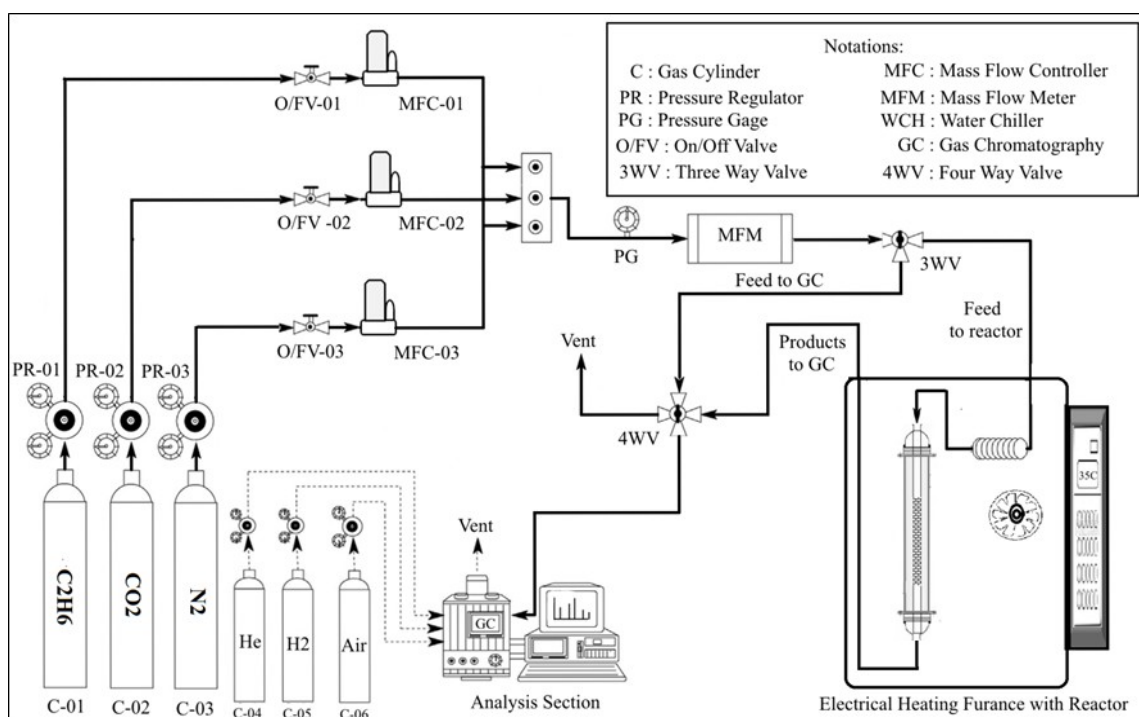 Notations:
C : Gas Cylinder
PR : Pressure Regulator
PG : Pressure Gage
O/FV : On/Off Valve
3WV : Three Way Valve
MFC : Mass Flow Controller
MFM : Mass Flow Meter
WCH : Water Chiller
GC : Gas Chromatography
4WV : Four Way Valve
O/FV-01
MFC-01
O/FV -02
MFC-02
O/FV-03
MFC-03
PG
MFM
3WV
Feed to GC
Feed
to reactor
Products
to GC
Vent
4WV
PR-01
PR-02
PR-03
C2H6
CO2
N2
He
H2
Air
Vent
GC
35C
C-01
C-02
C-03
C-04
C-05
C-06
Analysis Section
Electrical Heating Furance with Reactor